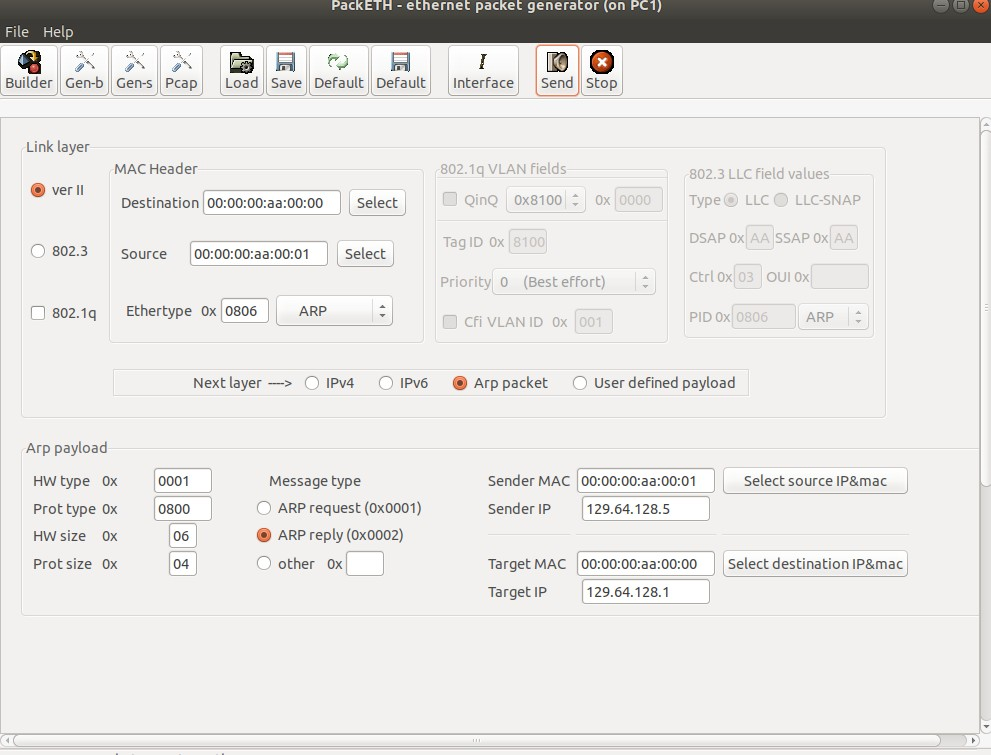 PackETH - ethernet packet generator (on PC1)
File Help
Builder Gen-b Gen-s Pcap Load Save Default Default Interface Send Stop
Link layer
ver II
802.3
802.1q
MAC Header
Destination 00:00:00:aa:00:00 Select
Source 00:00:00:aa:00:01 Select
Ethertype 0x 0806 ARP
802.1q VLAN fields
QinQ 0x8100 0x 0000
Tag ID 0x 8100
Priority 0 (Best effort)
Cfi VLAN ID 0x 001
802.3 LLC field values
Type LLC LLC-SNAP
DSAP 0x AA SSAP 0x AA
Ctrl 0x 03 OUI 0x
PID 0x 0806 ARP
Next layer ----> IPv4 IPv6 Arp packet User defined payload
Arp payload
HW type 0x 0001
Prot type 0x 0800
HW size 0x 06
Prot size 0x 04
Message type
ARP request (0x0001)
ARP reply (0x0002)
other 0x
Sender MAC 00:00:00:aa:00:01 Select source IP&mac
Sender IP 129.64.128.5
Target MAC 00:00:00:aa:00:00 Select destination IP&mac
Target IP 129.64.128.1